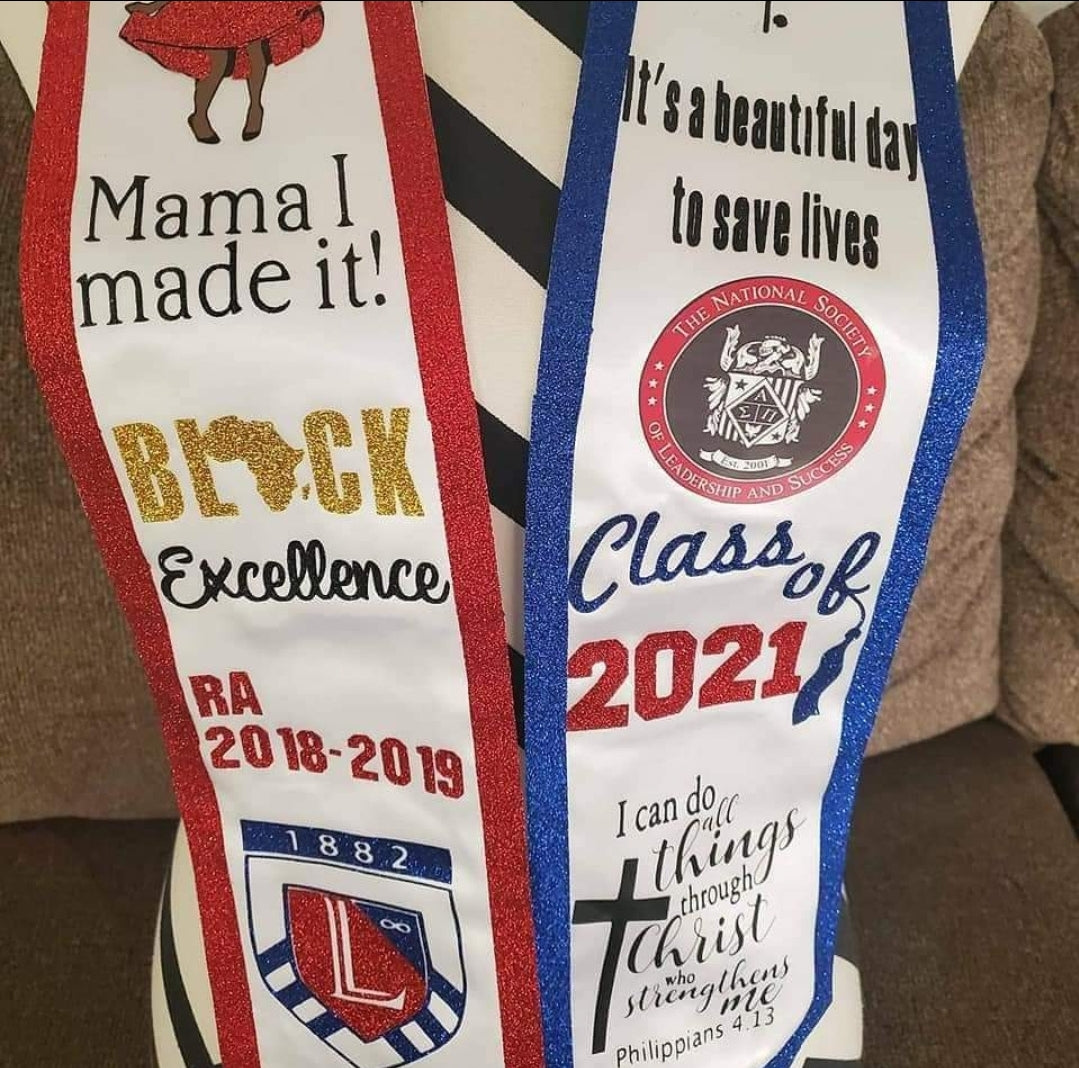 Mama I
made it!
BLACK
Excellence
RA
2018-2019
1882
L
It's a beautiful day
to save lives
THE NATIONAL SOCIETY
OF LEADERSHIP AND SUCCESS
Λ
Σ Π
Est. 2001
Class of
2021
I can do
all
things
through
Christ
who
strengthens
me
Philippians 4.13